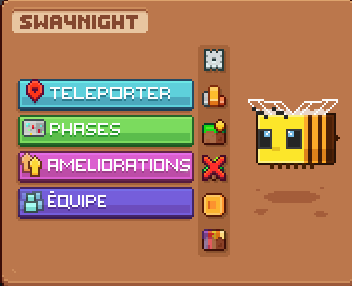 SWAYNIGHT
TELEPORTER
PHASES
AMELIORATIONS
ÉQUIPE